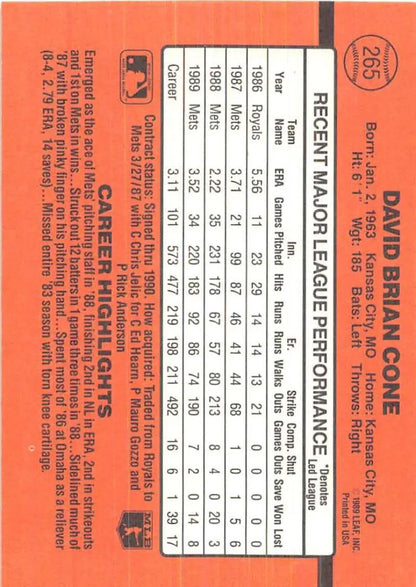 265
DAVID BRIAN CONE
© 1989 LEAF, INC.
Printed in USA
Born: Jan. 2, 1963 Kansas City, MO Home: Kansas City, MO
Ht: 6'1" Wgt: 185 Bats: Left Throws: Right
RECENT MAJOR LEAGUE PERFORMANCE *Denotes
Led League
Team Inn. Er. Strike Comp. Shut
Year Name ERA Games Pitched Hits Runs Runs Walks Outs Games Outs Save Won Lost
1986 Royals 5.56 11 23 29 14 14 13 21 0 0 0 0 0
1987 Mets 3.71 21 99 87 46 41 44 68 1 0 1 5 6
1988 Mets 2.22 35 231 178 67 57 80 213 8 4 0 20 3
1989 Mets 3.52 34 220 183 92 86 74 190 7 2 0 14 8
Career 3.11 101 573 477 219 198 211 492 16 6 1 39 17
Contract status: Signed thru 1990. How acquired: Traded from Royals to
Mets 3/27/87 with C Chris Jelic for C Ed Hearn, P Mauro Gozzo and
P Rick Anderson
MLB
CAREER HIGHLIGHTS
Emerged as the ace of Mets' pitching staff in '88, finishing 2nd in NL in ERA, 2nd in strikeouts
and 1st on Mets in wins...Struck out 12 batters in 1 game three times in '88...Sidelined much of
'87 with broken pinky finger on his pitching hand...Spent most of '86 at Omaha as a reliever
(8-4, 2.79 ERA, 14 saves)...Missed entire '83 season with torn knee cartilage.